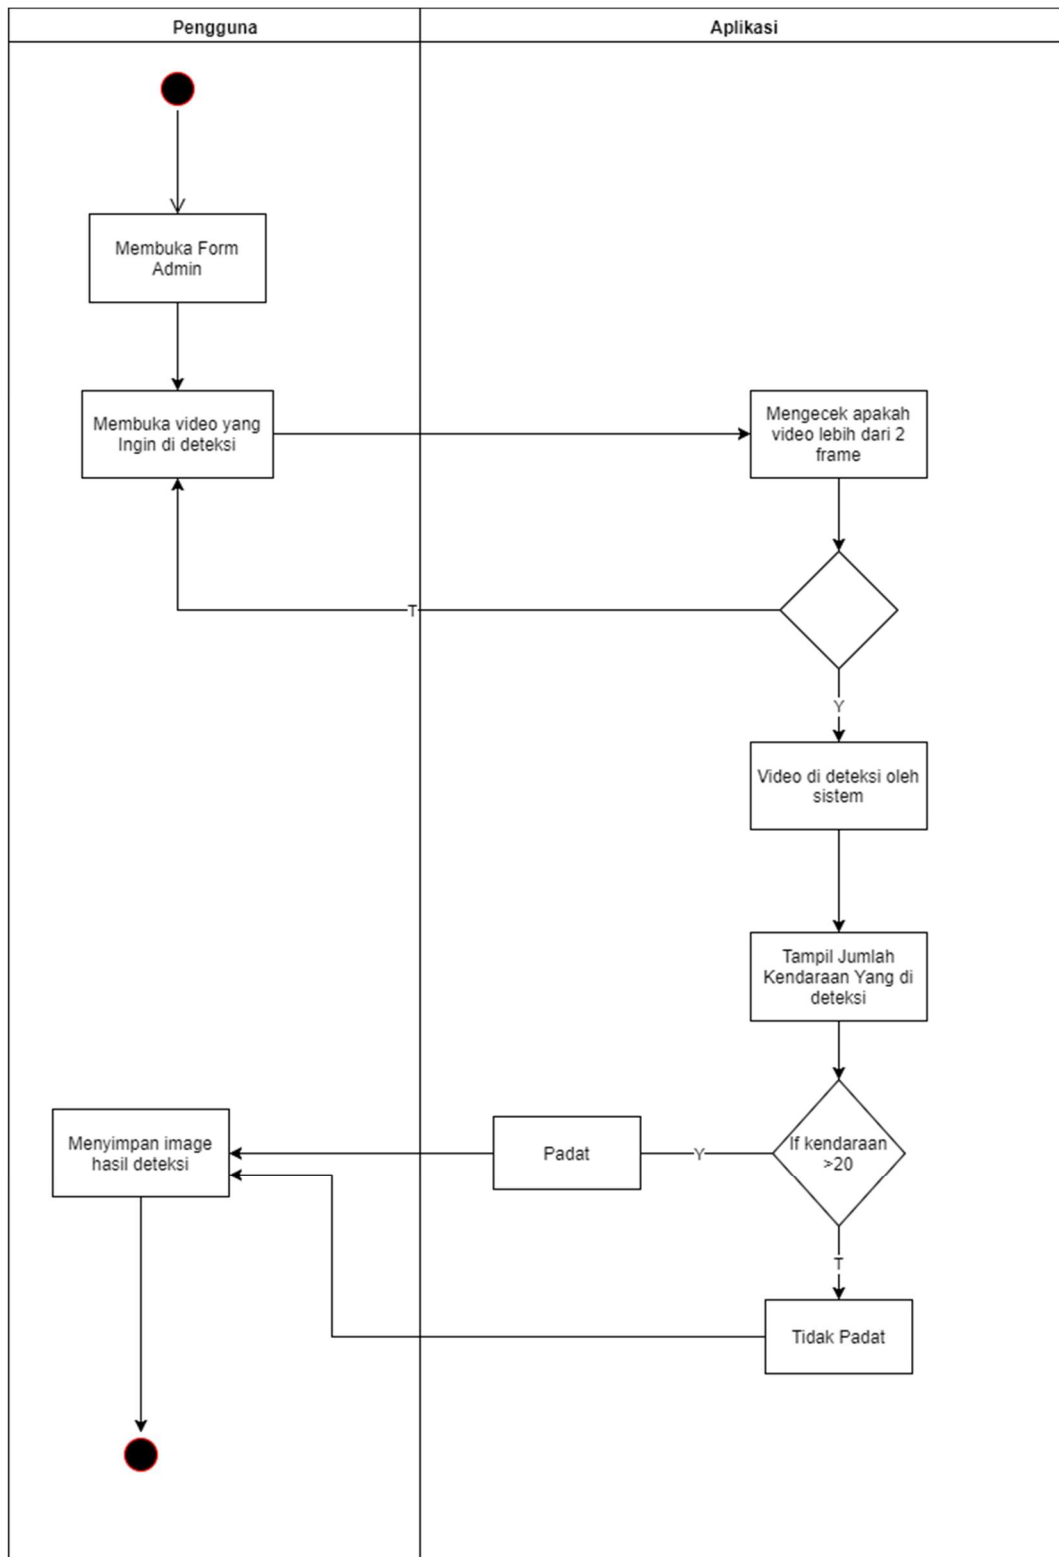 Pengguna
Aplikasi
Membuka Form
Admin
Membuka video yang
Ingin di deteksi
Mengecek apakah
video lebih dari 2
frame
T
Y
Video di deteksi oleh
sistem
Tampil Jumlah
Kendaraan Yang di
deteksi
If kendaraan
>20
Y
Padat
Menyimpan image
hasil deteksi
T
Tidak Padat